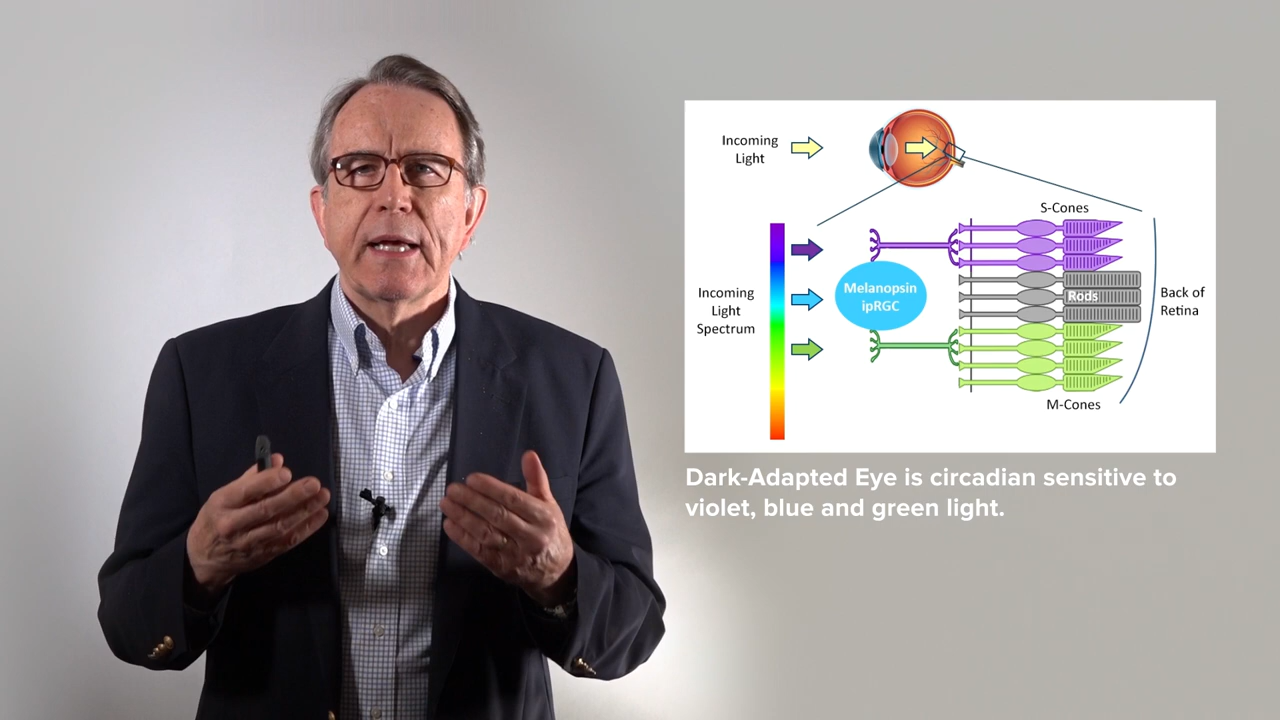 Incoming
Light
S-Cones
Melanopsin
ipRGC
Rods
Incoming
Light
Spectrum
Back of
Retina
M-Cones
Dark-Adapted Eye is circadian sensitive to
violet, blue and green light.